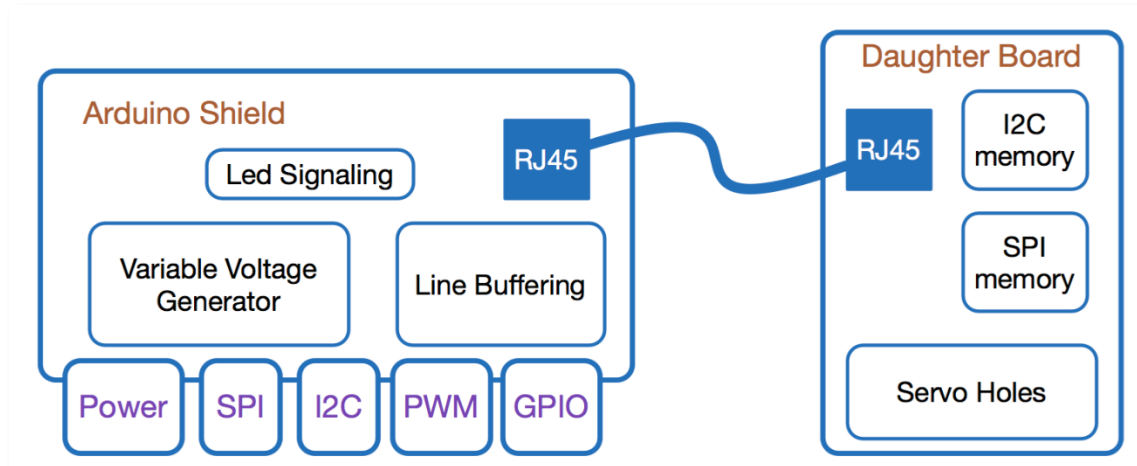 Arduino Shield
RJ45
Led Signaling
Variable Voltage
Generator
Line Buffering
Power
SPI
I2C
PWM
GPIO
Daughter Board
RJ45
I2C
memory
SPI
memory
Servo Holes